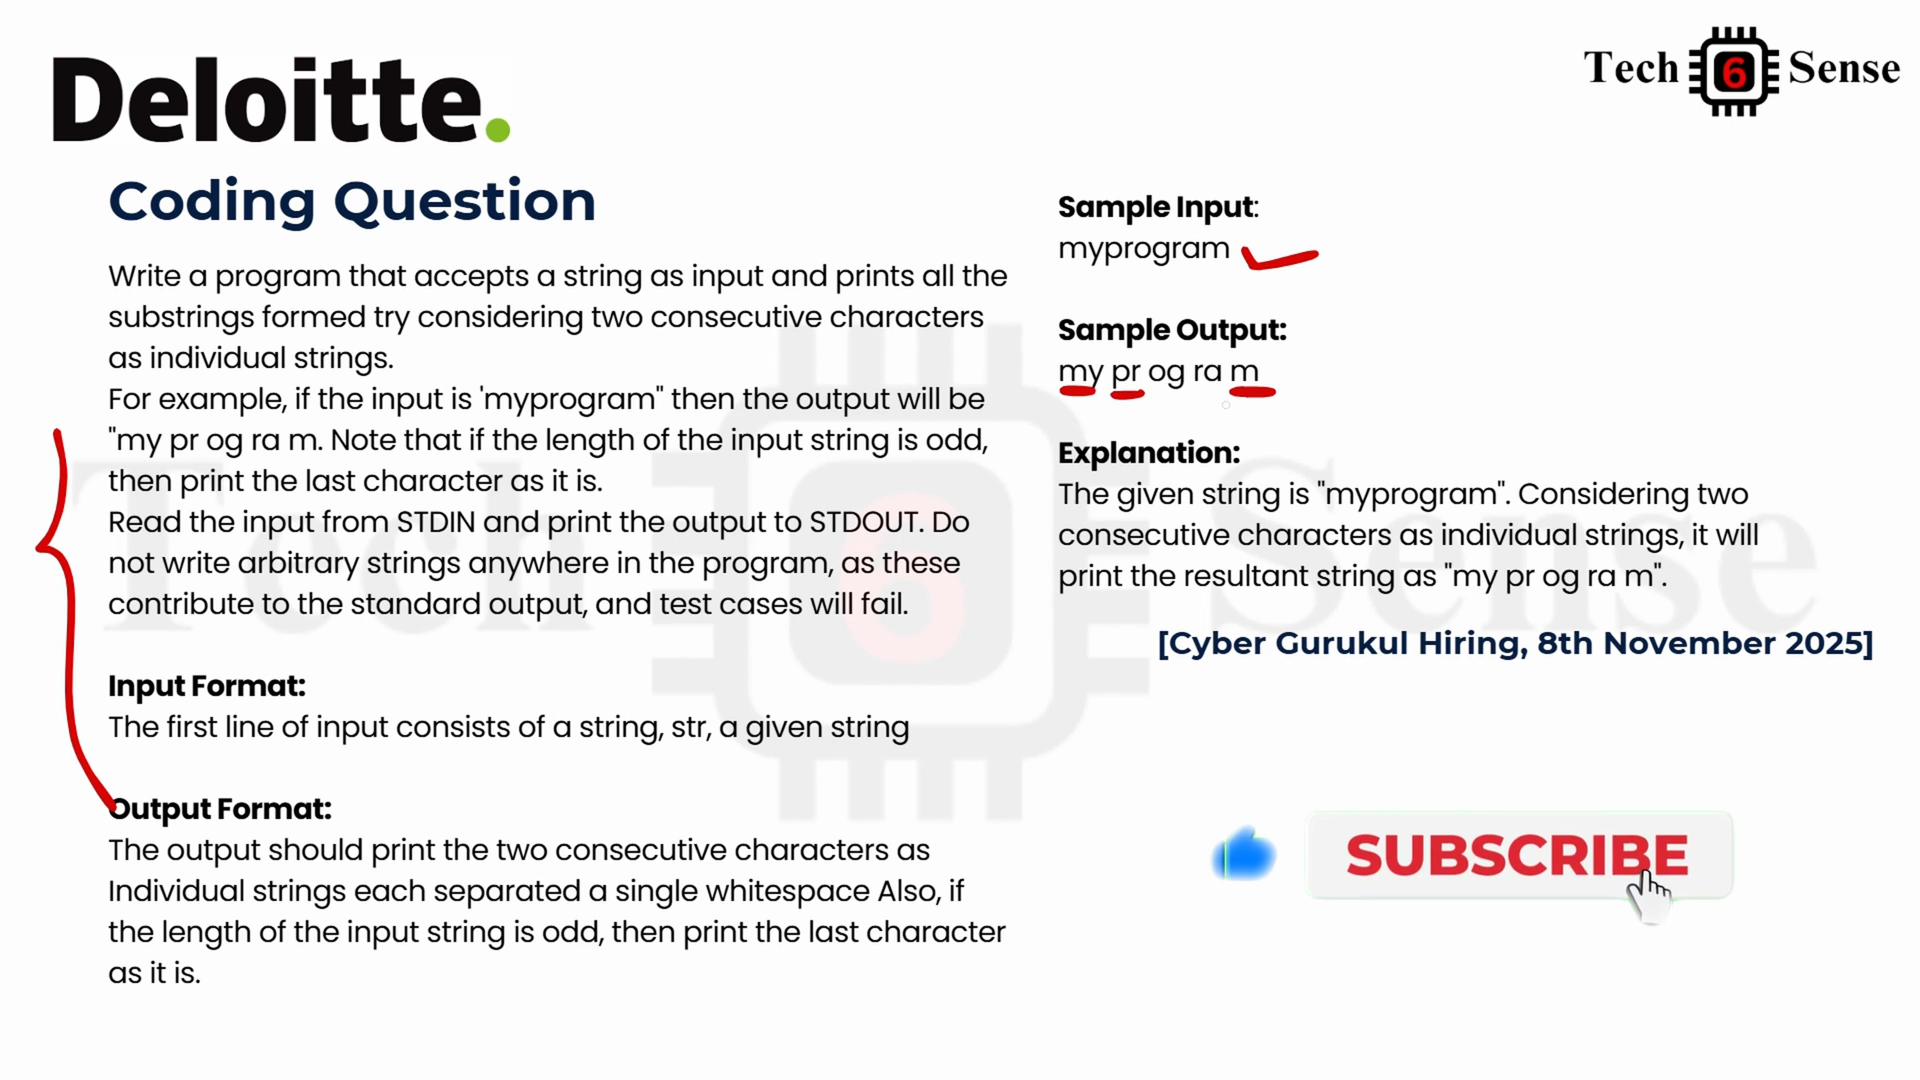 Deloitte.
Tech 6 Sense
Coding Question
Write a program that accepts a string as input and prints all the
substrings formed try considering two consecutive characters
as individual strings.
For example, if the input is 'myprogram" then the output will be
"my pr og ra m. Note that if the length of the input string is odd,
then print the last character as it is.
Read the input from STDIN and print the output to STDOUT. Do
not write arbitrary strings anywhere in the program, as these
contribute to the standard output, and test cases will fail.
Input Format:
The first line of input consists of a string, str, a given string
Output Format:
The output should print the two consecutive characters as
Individual strings each separated a single whitespace Also, if
the length of the input string is odd, then print the last character
as it is.
Sample Input:
myprogram
Sample Output:
my pr og ra m
Explanation:
The given string is "myprogram". Considering two
consecutive characters as individual strings, it will
print the resultant string as "my pr og ra m".
[Cyber Gurukul Hiring, 8th November 2025]
SUBSCRIBE
Tech 6 Sense